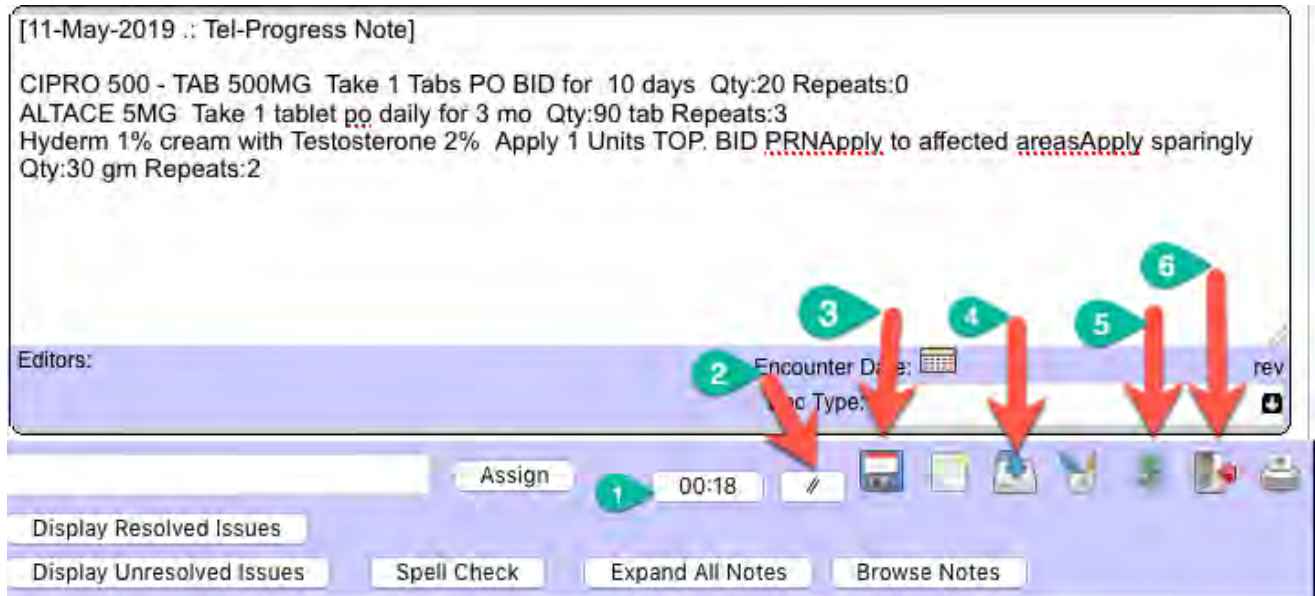 [11-May-2019 .: Tel-Progress Note]
CIPRO 500 - TAB 500MG  Take 1 Tabs PO BID for  10 days  Qty:20 Repeats:0
ALTACE 5MG  Take 1 tablet po daily for 3 mo  Qty:90 tab Repeats:3
Hyderm 1% cream with Testosterone 2%  Apply 1 Units TOP. BID PRNApply to affected areasApply sparingly
Qty:30 gm Repeats:2
6
3
4
5
Editors:
2
Encounter Date:
rev
Type:
Assign
1
00:18
//
Display Resolved Issues
Display Unresolved Issues
Spell Check
Expand All Notes
Browse Notes